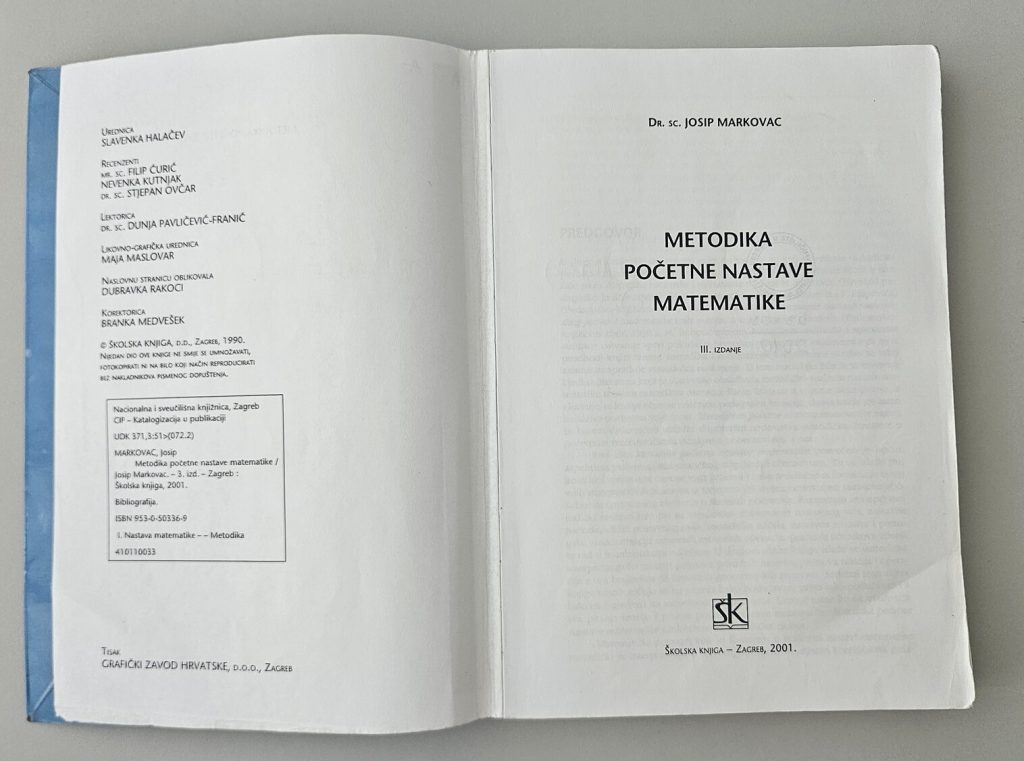 Urednica
SLAVENKA HALAČEV
Recenzenti
mr. sc. FILIP ĆURIĆ
NEVENKA KUTNJAK
dr. sc. STJEPAN OVČAR
Lektorica
dr. sc. DUNJA PAVLIČEVIĆ-FRANIĆ
Likovno-grafička urednica
MAJA MASLOVAR
Naslovnu stranicu oblikovala
DUBRAVKA RAKOCI
Korektorica
BRANKA MEDVEŠEK
© ŠKOLSKA KNJIGA, d.d., Zagreb, 1990.
Nijedan dio ove knjige ne smije se umnožavati,
fotokopirati ni na bilo koji način reproducirati
bez nakladnikova pismenog dopuštenja.
Nacionalna i sveučilišna knjižnica, Zagreb
CIP – Katalogizacija u publikaciji
UDK 371,3:51>(072.2)
MARKOVAC, Josip
Metodika početne nastave matematike /
Josip Markovac. – 3. izd. – Zagreb :
Školska knjiga, 2001.
Bibliografija.
ISBN 953-0-50336-9
I. Nastava matematike – – Metodika
410110033
Tisak
GRAFIČKI ZAVOD HRVATSKE, d.o.o., Zagreb
Dr. sc. JOSIP MARKOVAC
PREDGOVOR
METODIKA
POČETNE NASTAVE
MATEMATIKE
III. izdanje
šk
Školska knjiga – Zagreb, 2001.